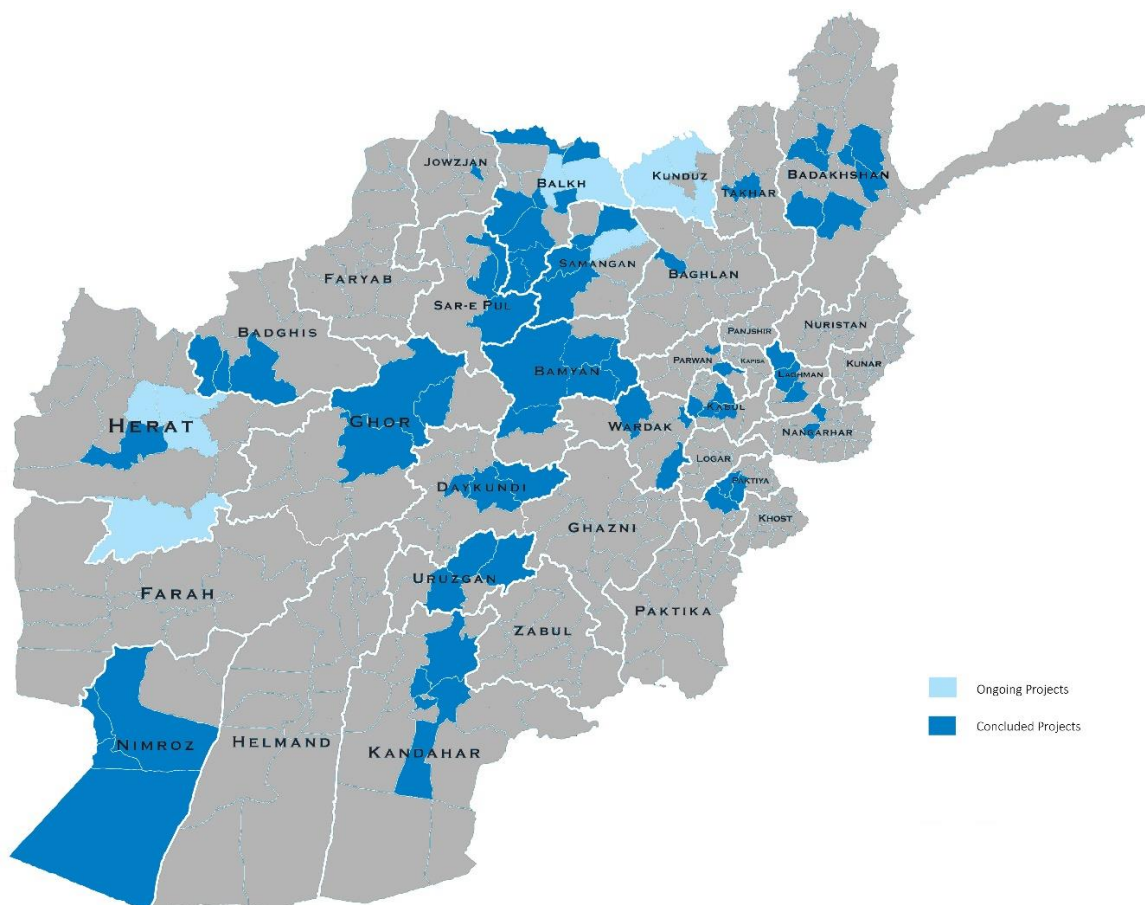 JOWZJAN
BALKH
KUNDUZ
TAKHAR
BADAKHSHAN
FARYAB
SAMANGAN
BAGHLAN
SAR-E PUL
BADGHIS
PANJSHIR
NURISTAN
PARWAN
KAPISA
LAGHMAN
KUNAR
BAMYAN
HERAT
GHOR
WARDAK
KABUL
NANGARHAR
LOGAR
DAYKUNDI
PAKTIYA
GHAZNI
KHOST
URUZGAN
FARAH
ZABUL
PAKTIKA
NIMROZ
HELMAND
KANDAHAR
Ongoing Projects
Concluded Projects